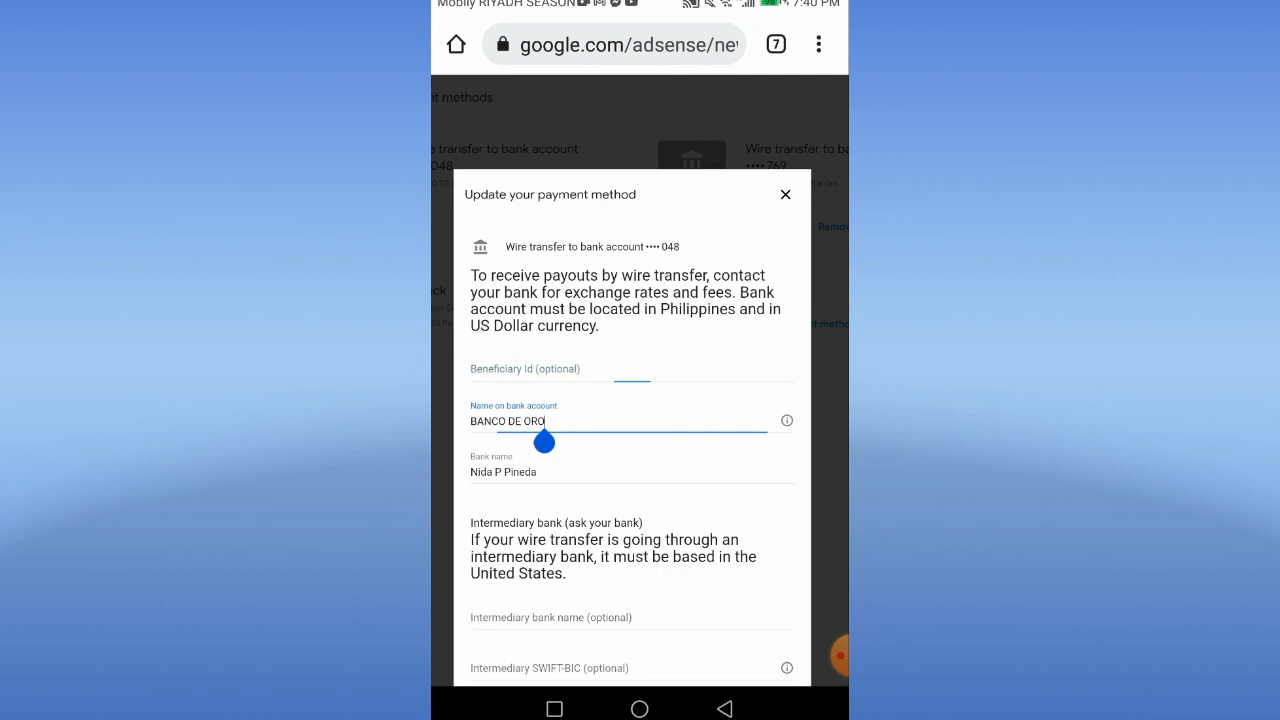 Mobily RIYADH SEASON 7:40 PM
google.com/adsense/ne
7
nt methods
e transfer to bank account Wire transfer to ba
048 •••• 769
Update your payment method
Remov
Wire transfer to bank account •••• 048
To receive payouts by wire transfer, contact
your bank for exchange rates and fees. Bank
account must be located in Philippines and in
US Dollar currency.
eck
nt metho
Beneficiary Id (optional)
Name on bank account
BANCO DE ORO
Bank name
Nida P Pineda
Intermediary bank (ask your bank)
If your wire transfer is going through an
intermediary bank, it must be based in the
United States.
Intermediary bank name (optional)
Intermediary SWIFT-BIC (optional)